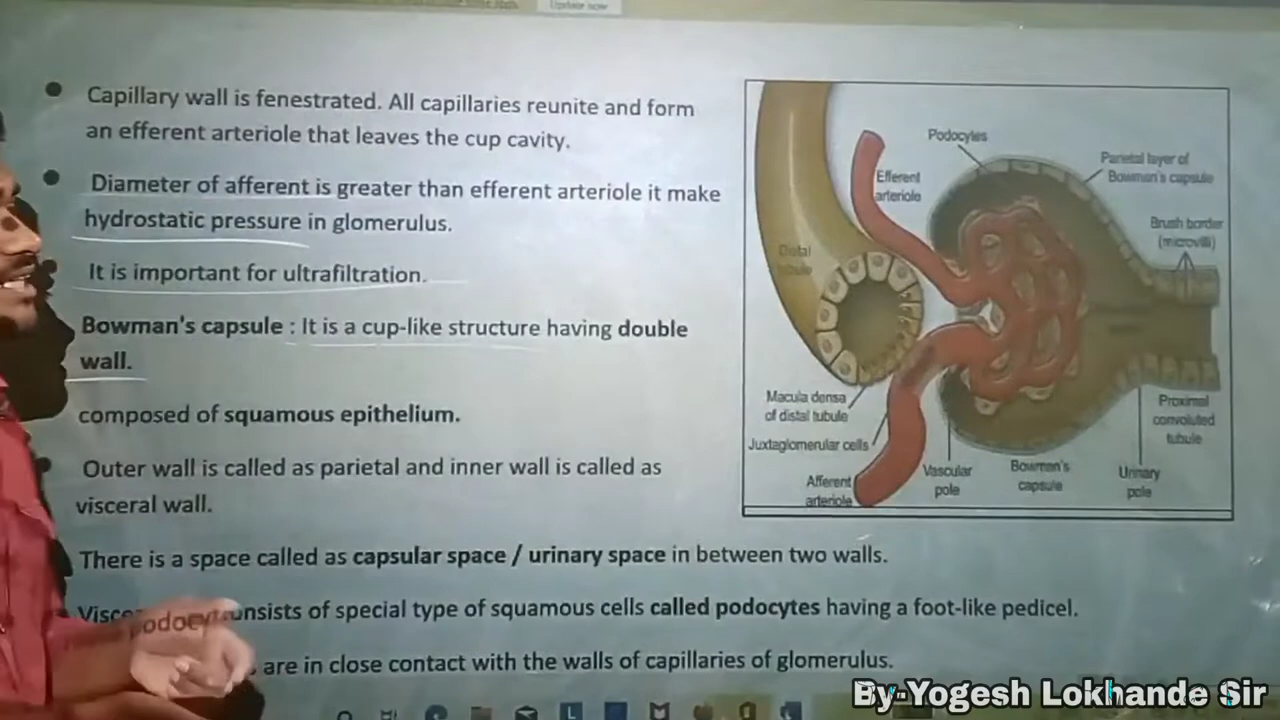 Update now
Capillary wall is fenestrated. All capillaries reunite and form
an efferent arteriole that leaves the cup cavity.
Diameter of afferent is greater than efferent arteriole it make
hydrostatic pressure in glomerulus.
It is important for ultrafiltration.
Bowman's capsule : It is a cup-like structure having double
wall.
composed of squamous epithelium.
Outer wall is called as parietal and inner wall is called as
visceral wall.
There is a space called as capsular space / urinary space in between two walls.
of special type of squamous cells called podocytes having a foot-like pedicel.
are in close contact with the walls of capillaries of glomerulus.
Podocytes
Parietal layer of
Bowman's capsule
Efferent
arteriole
Brush border
(microvilli)
Distal
tubule
Macula densa
of distal tubule
Juxtaglomerular cells
Afferent
arteriole
Vascular
pole
Bowman's
capsule
Urinary
pole
Proximal
convoluted
tubule
By-Yogesh Lokhande Sir